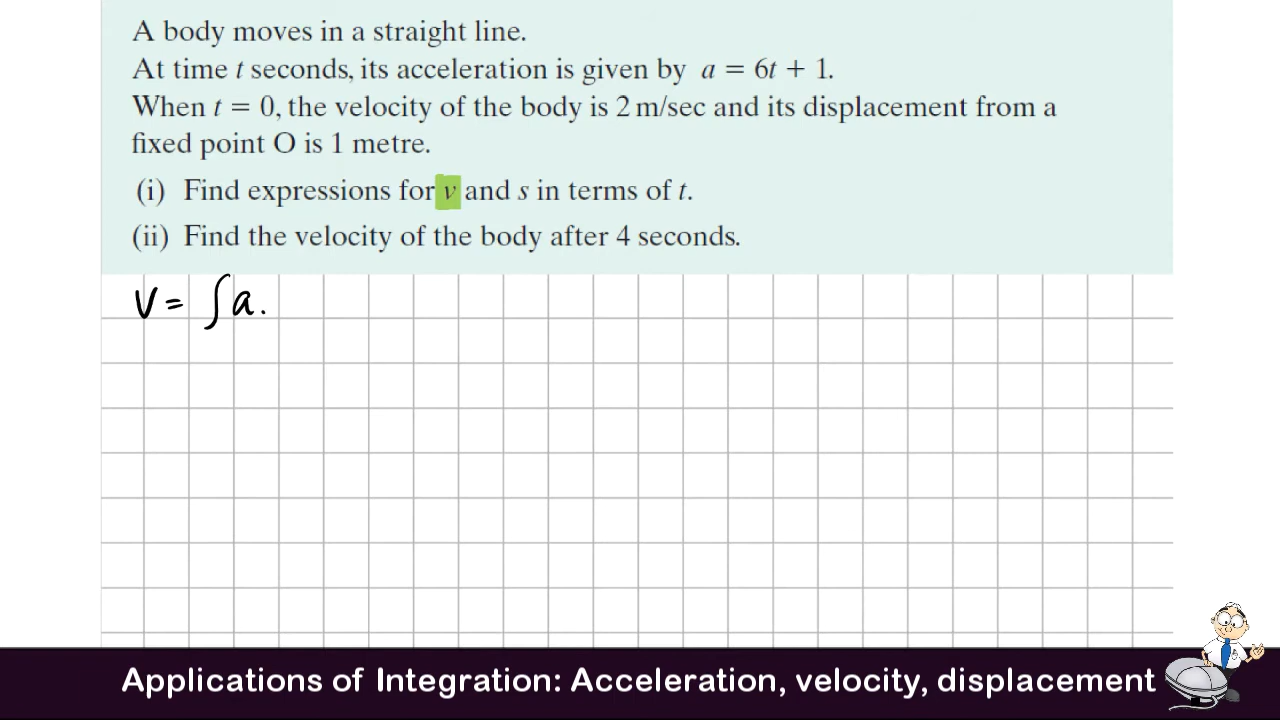 A body moves in a straight line.
At time t seconds, its acceleration is given by a = 6t + 1.
When t = 0, the velocity of the body is 2 m/sec and its displacement from a
fixed point O is 1 metre.
(i) Find expressions for v and s in terms of t.
(ii) Find the velocity of the body after 4 seconds.
v = ∫ a.
Applications of Integration: Acceleration, velocity, displacement